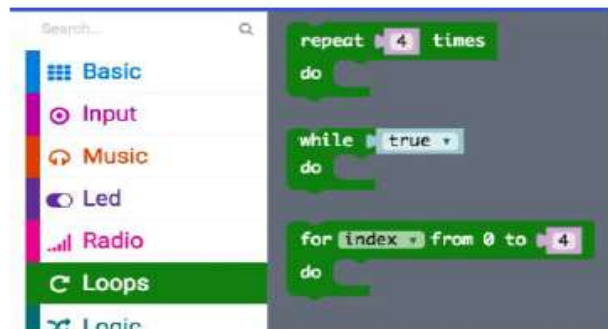 Search...
Basic
Input
Music
Led
Radio
Loops
Logic
repeat 4 times
do
while true
do
for index from 0 to 4
do